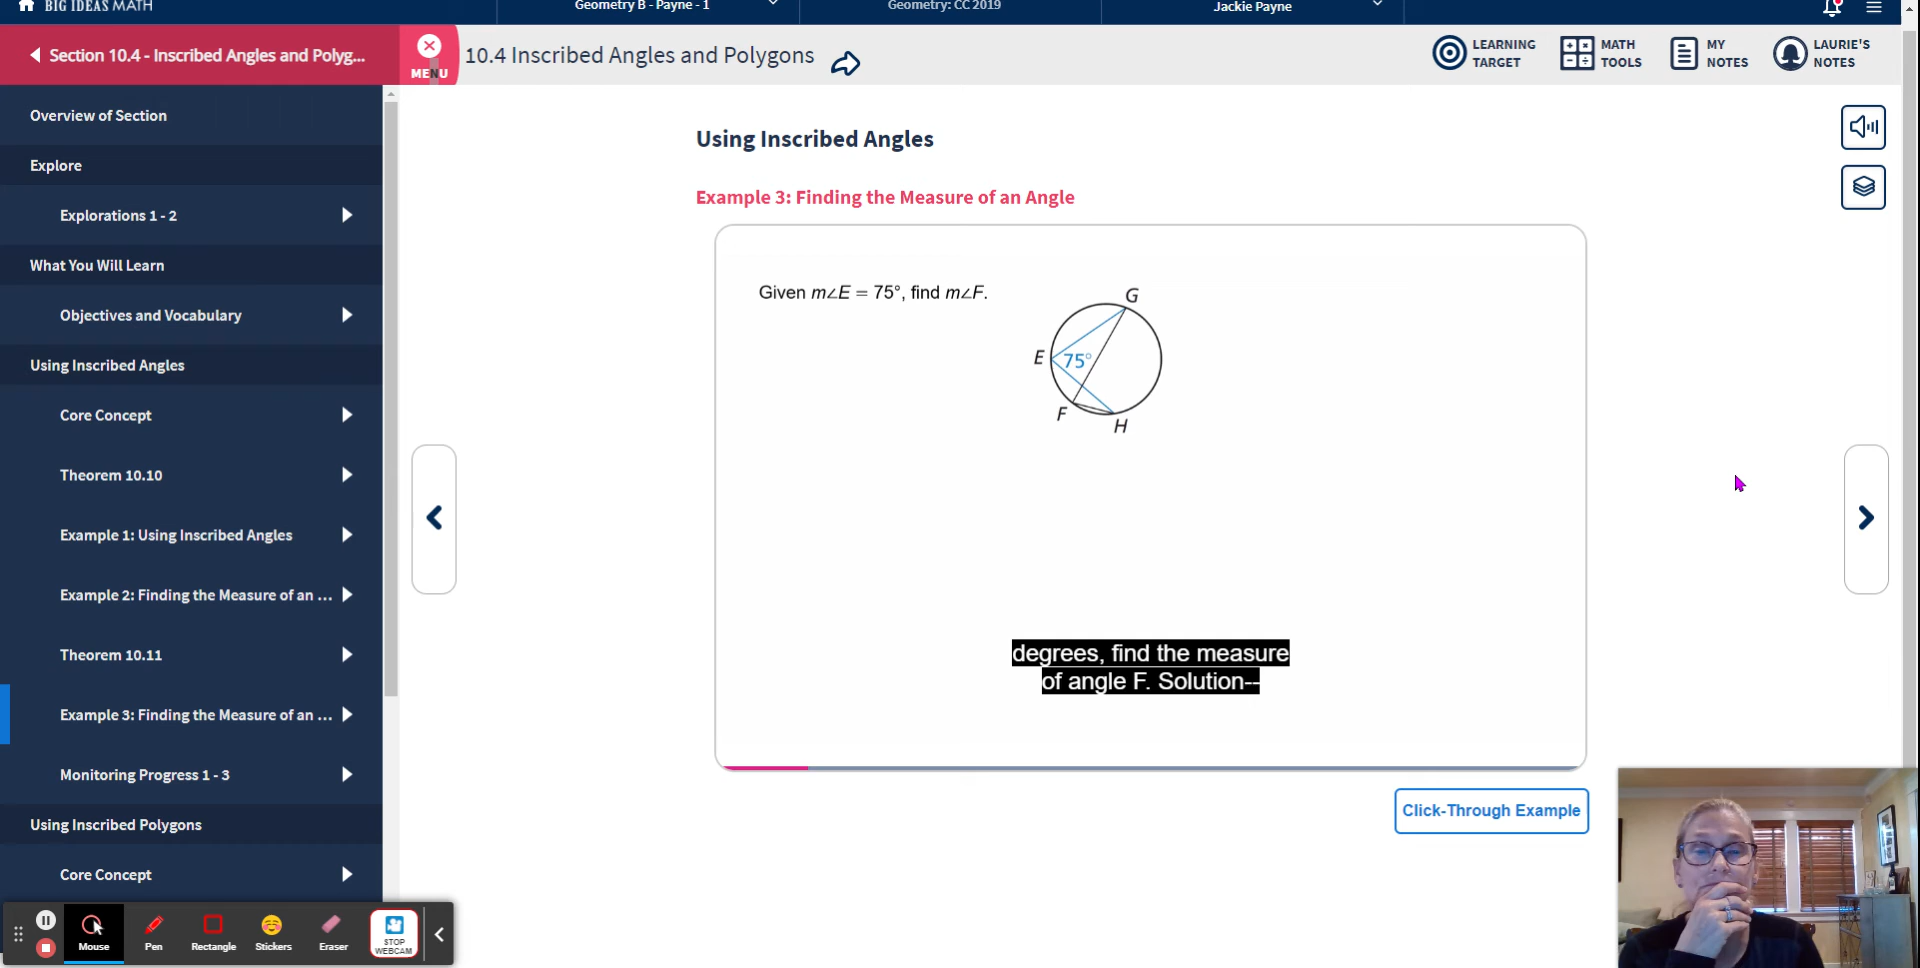 BIG IDEAS MATH
Geometry B - Payne - 1
Geometry: CC 2019
Jackie Payne
Section 10.4 - Inscribed Angles and Polyg...
MENU
10.4 Inscribed Angles and Polygons
LEARNING
TARGET
MATH
TOOLS
MY
NOTES
LAURIE'S
NOTES
Overview of Section
Explore
Explorations 1 - 2
What You Will Learn
Objectives and Vocabulary
Using Inscribed Angles
Core Concept
Theorem 10.10
Example 1: Using Inscribed Angles
Example 2: Finding the Measure of an ...
Theorem 10.11
Example 3: Finding the Measure of an ...
Monitoring Progress 1 - 3
Using Inscribed Polygons
Core Concept
Using Inscribed Angles
Example 3: Finding the Measure of an Angle
Given m∠E = 75°, find m∠F.
G
E
75°
F
H
degrees, find the measure
of angle F. Solution--
Click-Through Example
Mouse
Pen
Rectangle
Stickers
Eraser
STOP
WEBCAM